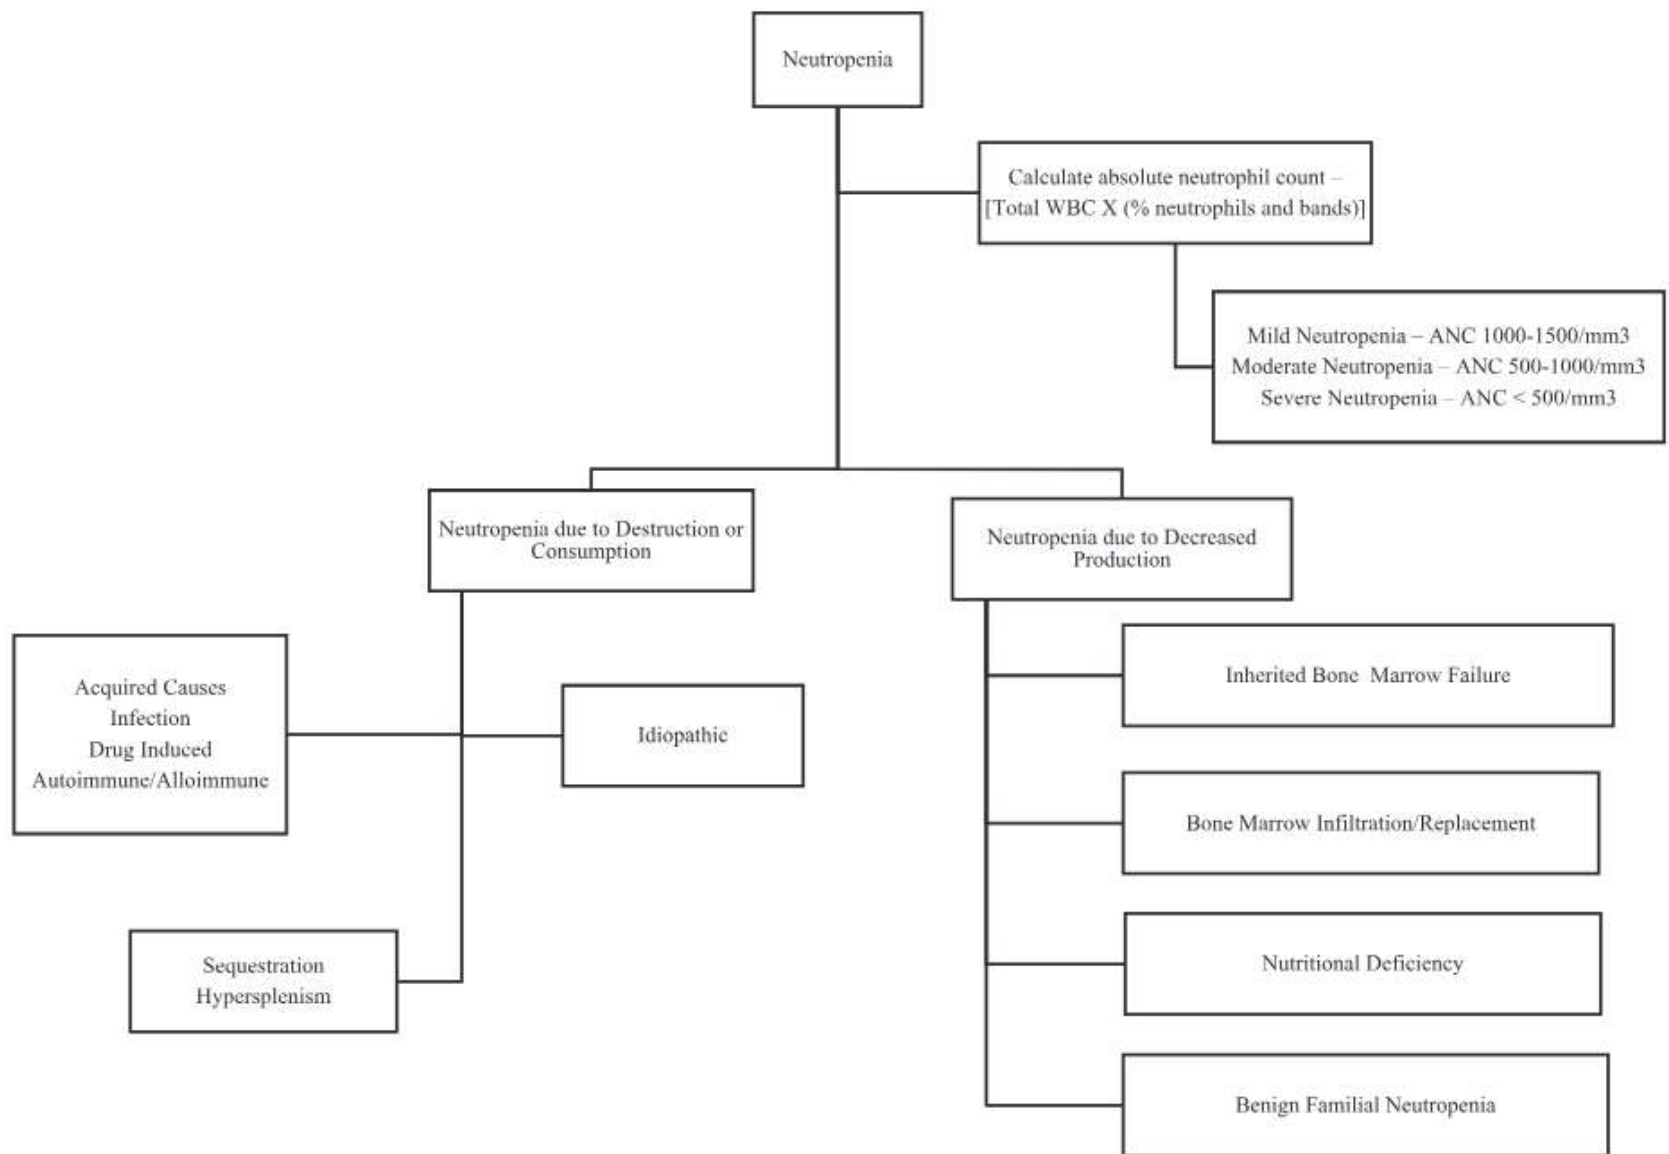 Neutropenia
Calculate absolute neutrophil count –
[Total WBC X (% neutrophils and bands)]
Mild Neutropenia – ANC 1000-1500/mm3
Moderate Neutropenia – ANC 500-1000/mm3
Severe Neutropenia – ANC < 500/mm3
Neutropenia due to Destruction or
Consumption
Neutropenia due to Decreased
Production
Acquired Causes
Infection
Drug Induced
Autoimmune/Alloimmune
Idiopathic
Sequestration
Hypersplenism
Inherited Bone Marrow Failure
Bone Marrow Infiltration/Replacement
Nutritional Deficiency
Benign Familial Neutropenia